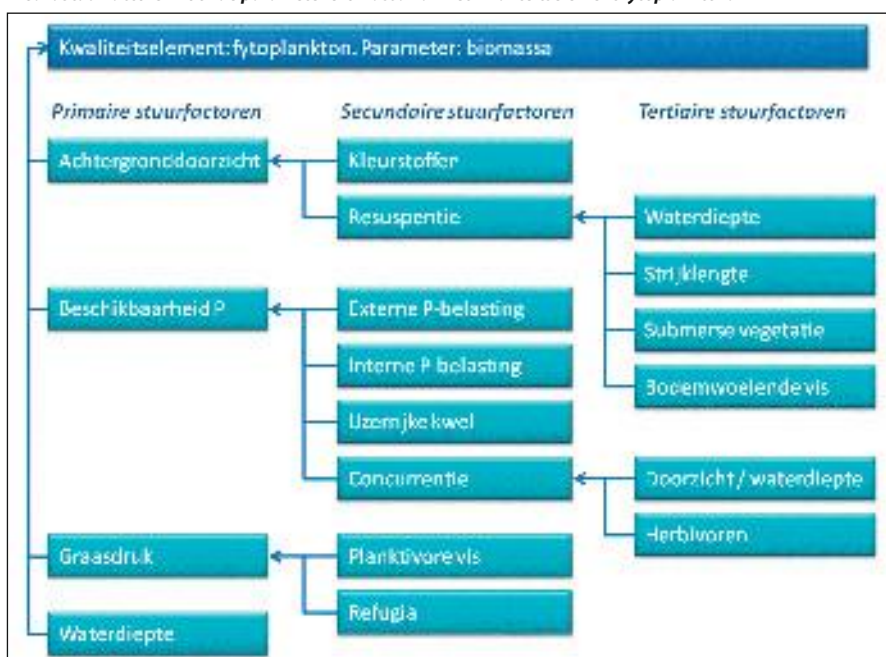 Kwaliteitselement: fytoplankton. Parameter: biomassa
Primaire stuurfactoren
Secundaire stuurfactoren
Tertiaire stuurfactoren
Achtergronddoorzicht
Kleurstoffen
Resuspentie
Waterdiepte
Strijklengte
Submerse vegetatie
Bodemwoelende vis
Beschikbaarheid P
Externe P-belasting
Interne P belasting
IJzerrijke kwel
Concurrentie
Doorzicht / waterdiepte
Herbivoren
Graasdruk
Planktivore vis
Refugia
Waterdiepte